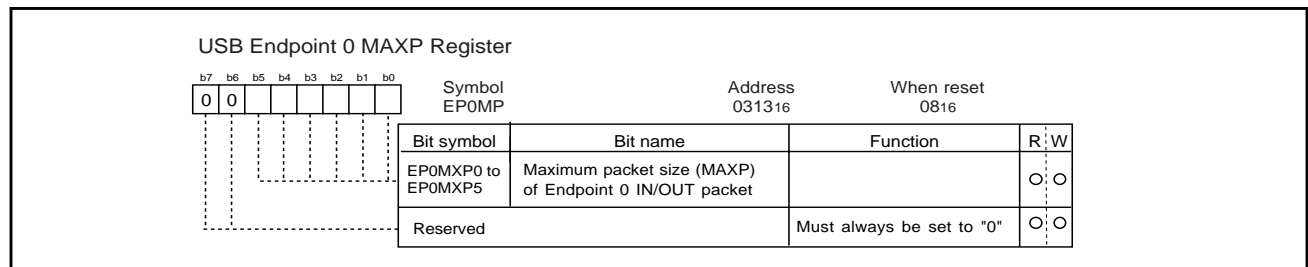 USB Endpoint 0 MAXP Register
b7 b6 b5 b4 b3 b2 b1 b0
0 0
Symbol Address When reset
EP0MP 031316 0816
Bit symbol Bit name Function R W
EP0MXP0 to
EP0MXP5
Maximum packet size (MAXP)
of Endpoint 0 IN/OUT packet
O O
Reserved Must always be set to "0" O O